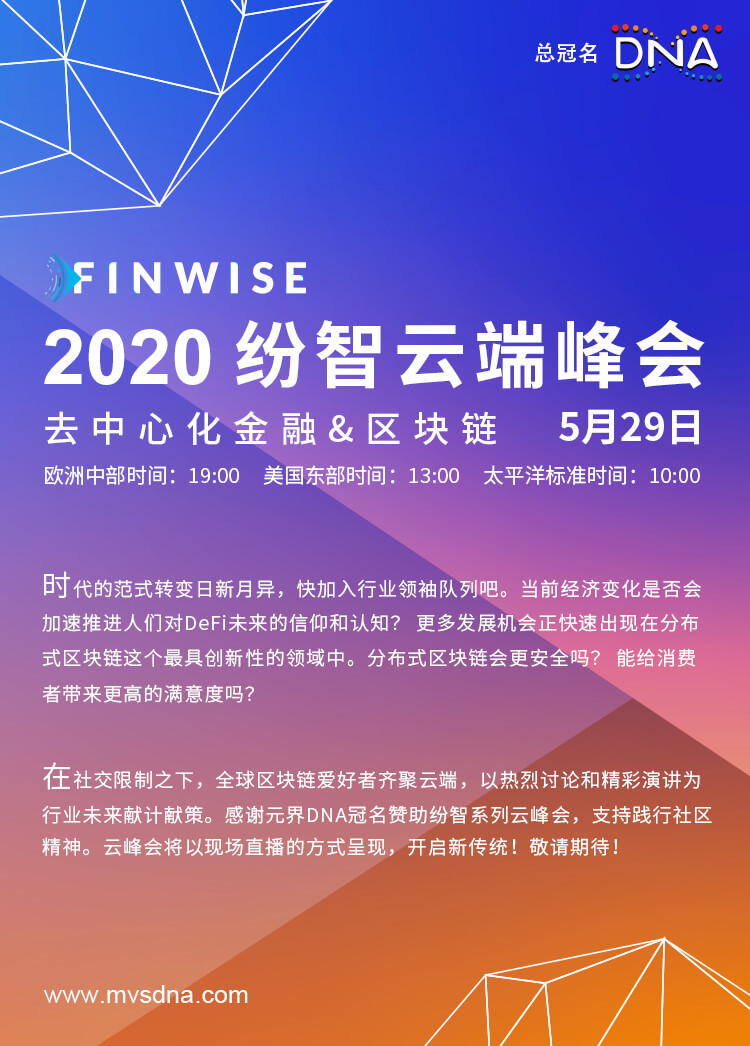 总冠名 DNA
FINWISE
2020 纷智云端峰会
去中心化金融&区块链 5月29日
欧洲中部时间：19:00 美国东部时间：13:00 太平洋标准时间：10:00
时代的范式转变日新月异，快加入行业领袖队列吧。当前经济变化是否会
加速推进人们对DeFi未来的信仰和认知？ 更多发展机会正快速出现在分布
式区块链这个最具创新性的领域中。分布式区块链会更安全吗？ 能给消费
者带来更高的满意度吗？
在社交限制之下，全球区块链爱好者齐聚云端，以热烈讨论和精彩演讲为
行业未来献计献策。感谢元界DNA冠名赞助纷智系列云峰会，支持践行社区
精神。云峰会将以现场直播的方式呈现，开启新传统！敬请期待！
www.mvsdna.com